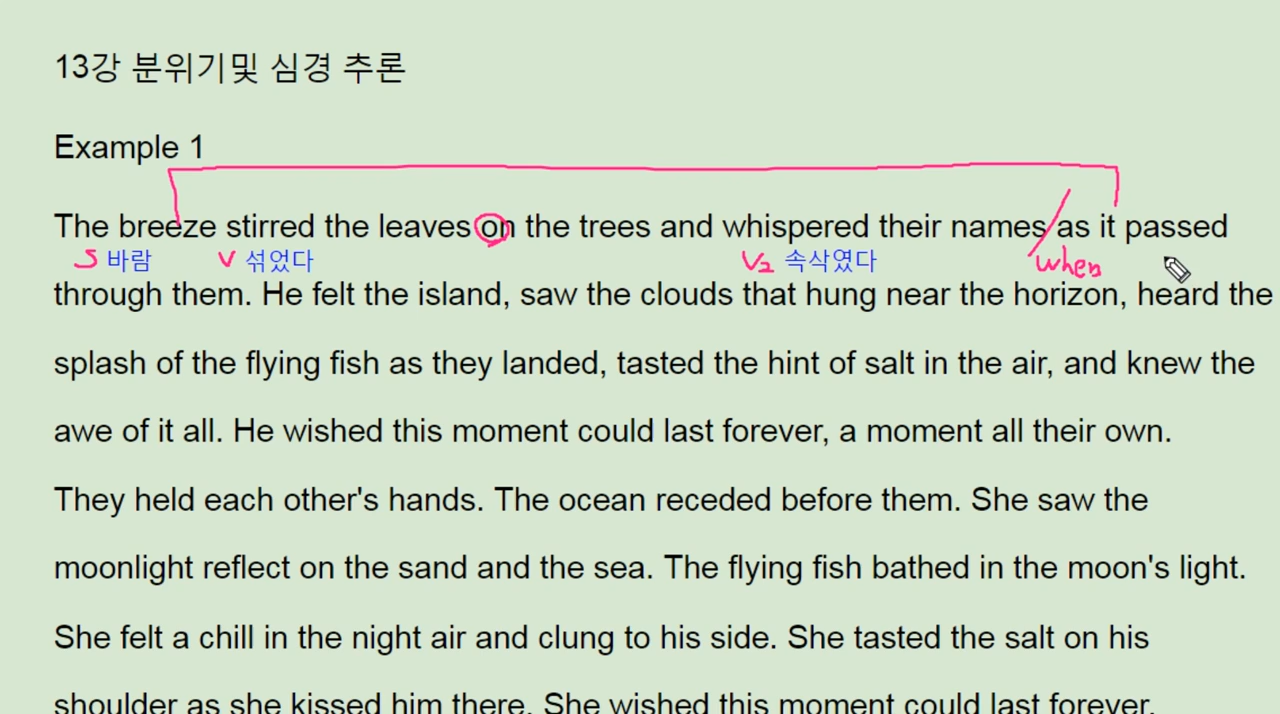 13강 분위기및 심경 추론
Example 1
The breeze stirred the leaves on the trees and whispered their names as it passed
S 바람 V 섞었다 V2 속삭였다 when
through them. He felt the island, saw the clouds that hung near the horizon, heard the
splash of the flying fish as they landed, tasted the hint of salt in the air, and knew the
awe of it all. He wished this moment could last forever, a moment all their own.
They held each other's hands. The ocean receded before them. She saw the
moonlight reflect on the sand and the sea. The flying fish bathed in the moon's light.
She felt a chill in the night air and clung to his side. She tasted the salt on his
shoulder as she kissed him there. She wished this moment could last forever.